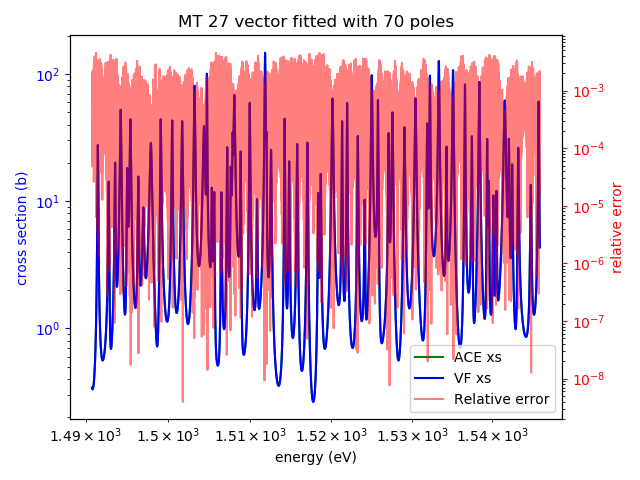 MT 27 vector fitted with 70 poles
cross section (b)
10²
10¹
10⁰
relative error
10⁻³
10⁻⁴
10⁻⁵
10⁻⁶
10⁻⁷
10⁻⁸
ACE xs
VF xs
Relative error
1.49 × 10³ 1.5 × 10³ 1.51 × 10³ 1.52 × 10³ 1.53 × 10³ 1.54 × 10³
energy (eV)